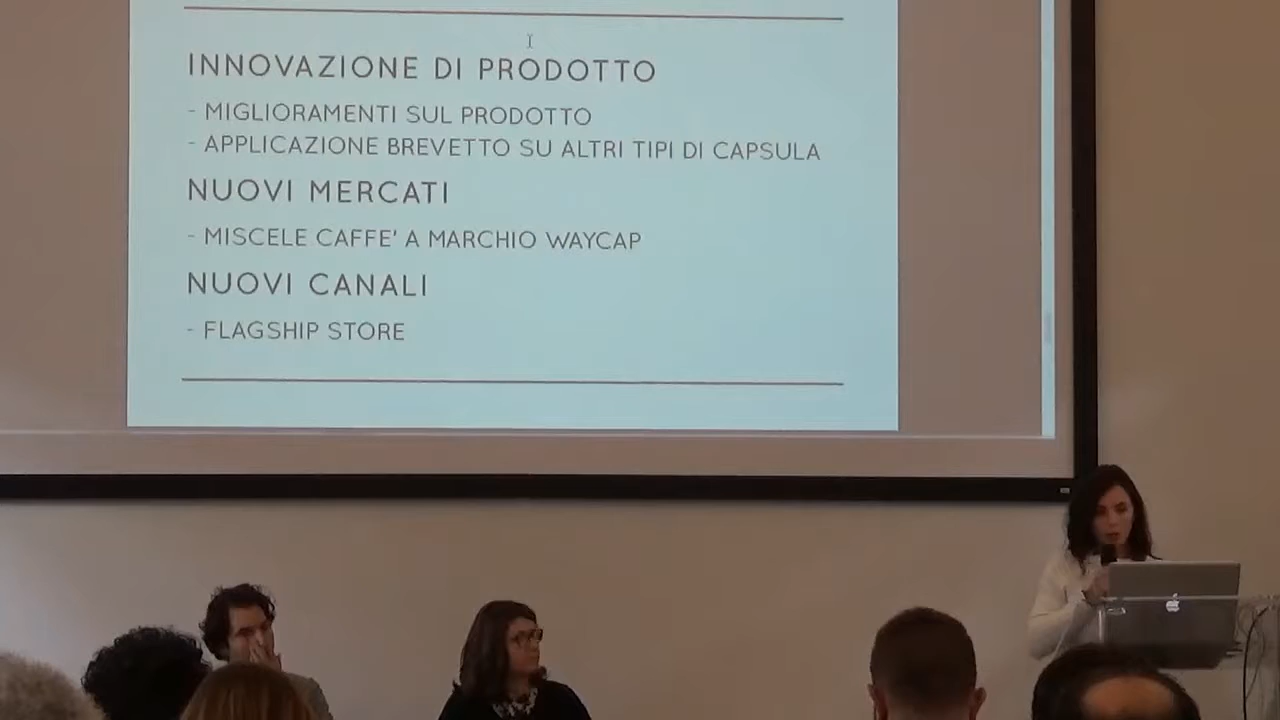 INNOVAZIONE DI PRODOTTO
- MIGLIORAMENTI SUL PRODOTTO
- APPLICAZIONE BREVETTO SU ALTRI TIPI DI CAPSULA
NUOVI MERCATI
- MISCELE CAFFE' A MARCHIO WAYCAP
NUOVI CANALI
- FLAGSHIP STORE